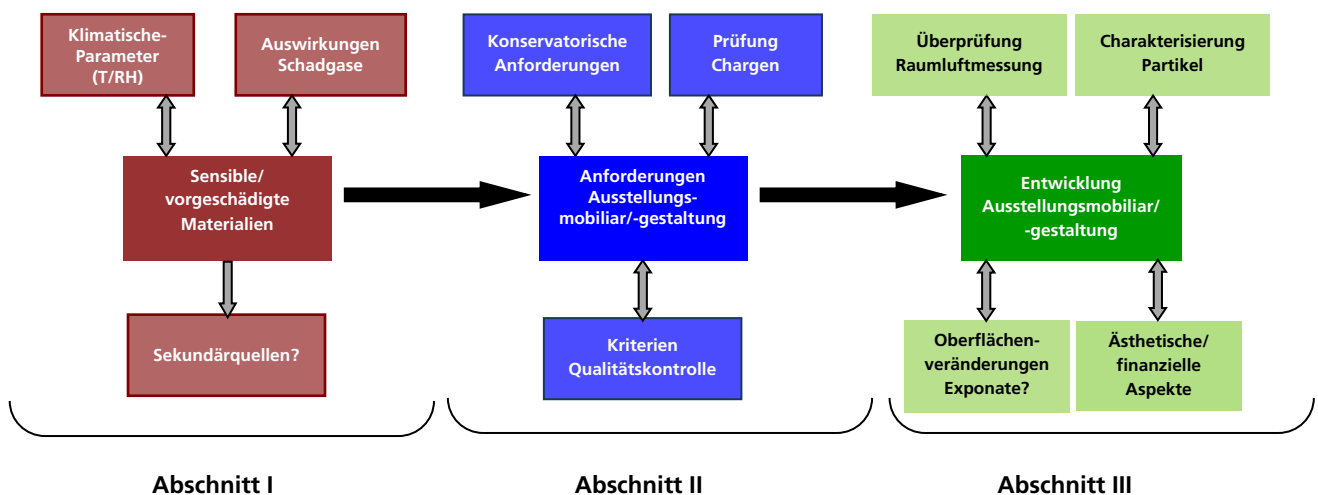 Klimatische-
Parameter
(T/RH)
Auswirkungen
Schadgase
Sensible/
vorgeschädigte
Materialien
Sekundärquellen?
Abschnitt I
Konservatorische
Anforderungen
Prüfung
Chargen
Anforderungen
Ausstellungs-
mobiliar/-gestaltung
Kriterien
Qualitätskontrolle
Abschnitt II
Überprüfung
Raumluftmessung
Charakterisierung
Partikel
Entwicklung
Ausstellungsmobiliar/
-gestaltung
Oberflächen-
veränderungen
Exponate?
Ästhetische/
finanzielle
Aspekte
Abschnitt III